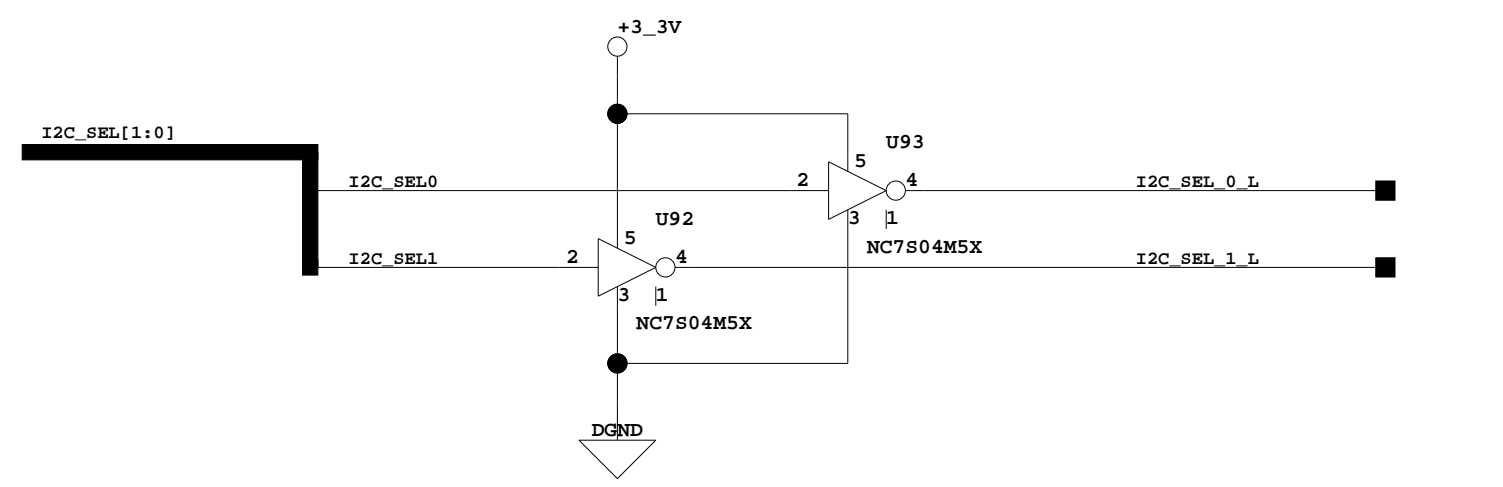 +3_3V
I2C_SEL[1:0]
U93
5
I2C_SEL0
2
4
I2C_SEL_0_L
U92
3
1
5
NC7S04M5X
I2C_SEL1
2
4
I2C_SEL_1_L
3
1
NC7S04M5X
DGND